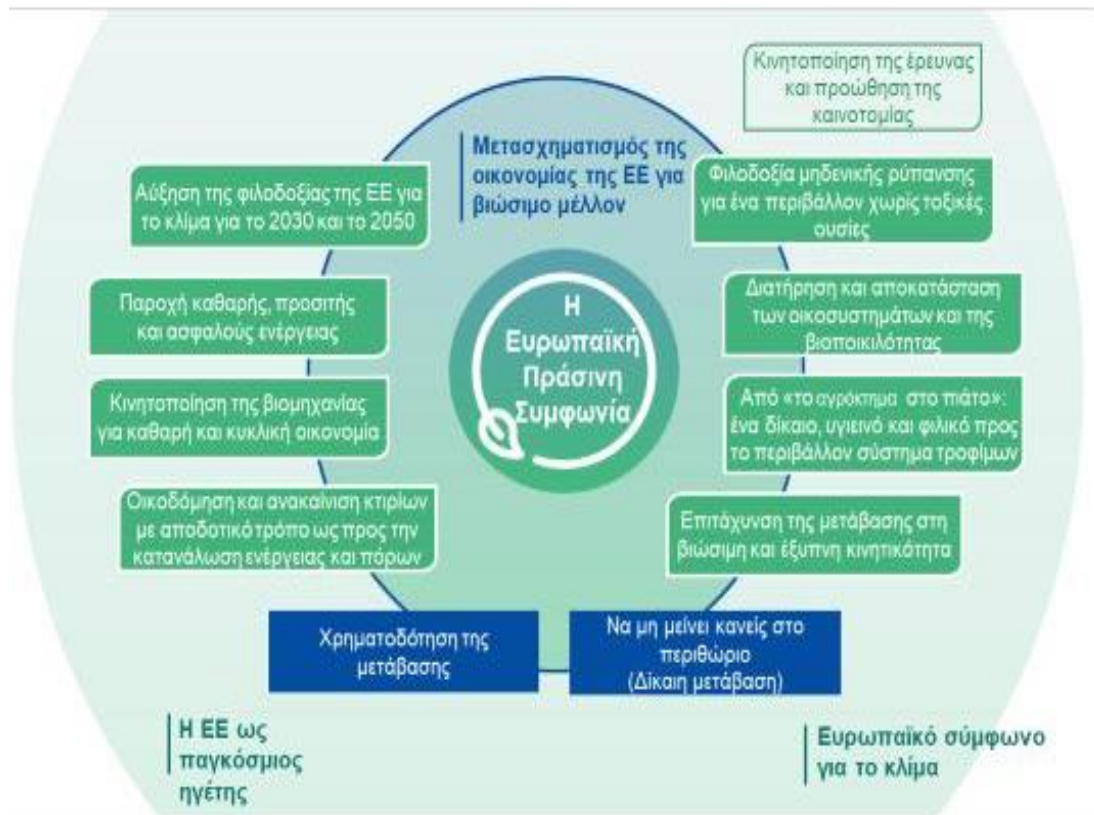 Κινητοποίηση της έρευνας
και προώθηση της
καινοτομίας
Μετασχηματισμός της
οικονομίας της ΕΕ για
βιώσιμο μέλλον
Αύξηση της φιλοδοξίας της ΕΕ για
το κλίμα για το 2030 και το 2050
Φιλοδοξία μηδενικής ρύπανσης
για ένα περιβάλλον χωρίς τοξικές
ουσίες
Παροχή καθαρής, προσιτής
και ασφαλούς ενέργειας
Διατήρηση και αποκατάσταση
των οικοσυστημάτων και της
βιοποικιλότητας
Η
Ευρωπαϊκή
Πράσινη
Συμφωνία
Κινητοποίηση της βιομηχανίας
για καθαρή και κυκλική οικονομία
Από «το αγρόκτημα στο πιάτο»:
ένα δίκαιο, υγιεινό και φιλικό προς
το περιβάλλον σύστημα τροφίμων
Οικοδόμηση και ανακαίνιση κτιρίων
με αποδοτικό τρόπο ως προς την
κατανάλωση ενέργειας και πόρων
Επιτάχυνση της μετάβασης στη
βιώσιμη και έξυπνη κινητικότητα
Χρηματοδότηση της
μετάβασης
Να μη μείνει κανείς στο
περιθώριο
(Δίκαιη μετάβαση)
Η ΕΕ ως
παγκόσμιος
ηγέτης
Ευρωπαϊκό σύμφωνο
για το κλίμα